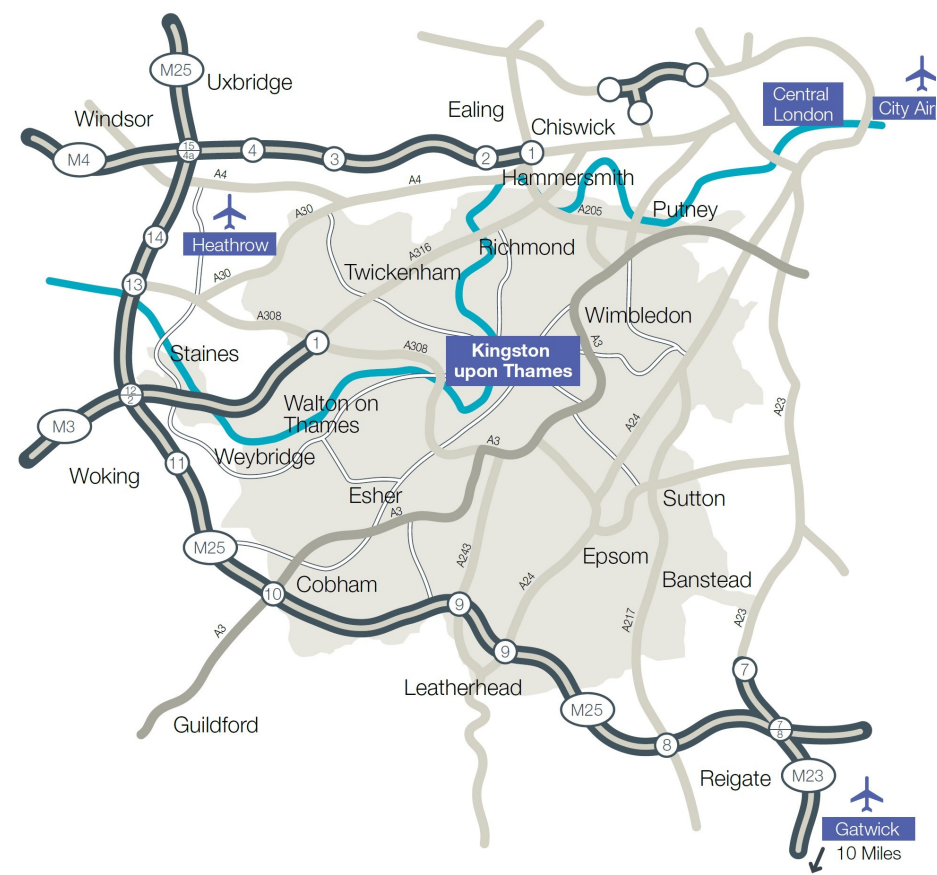 M25
Uxbridge
Central
London
City Air
Ealing
Windsor
Chiswick
M4
15
4a
4
3
2
1
A4
A4
Hammersmith
A30
A205
Putney
Heathrow
14
A316
Richmond
A30
Twickenham
13
A308
Wimbledon
1
A3
A308
Kingston
upon Thames
Staines
12
2
Walton on
Thames
A23
M3
A24
A3
Weybridge
11
Woking
Esher
Sutton
A3
M25
A243
Epsom
A24
Banstead
Cobham
10
9
A217
A23
A3
9
7
Leatherhead
M25
Guildford
7
8
8
Reigate
M23
Gatwick
10 Miles